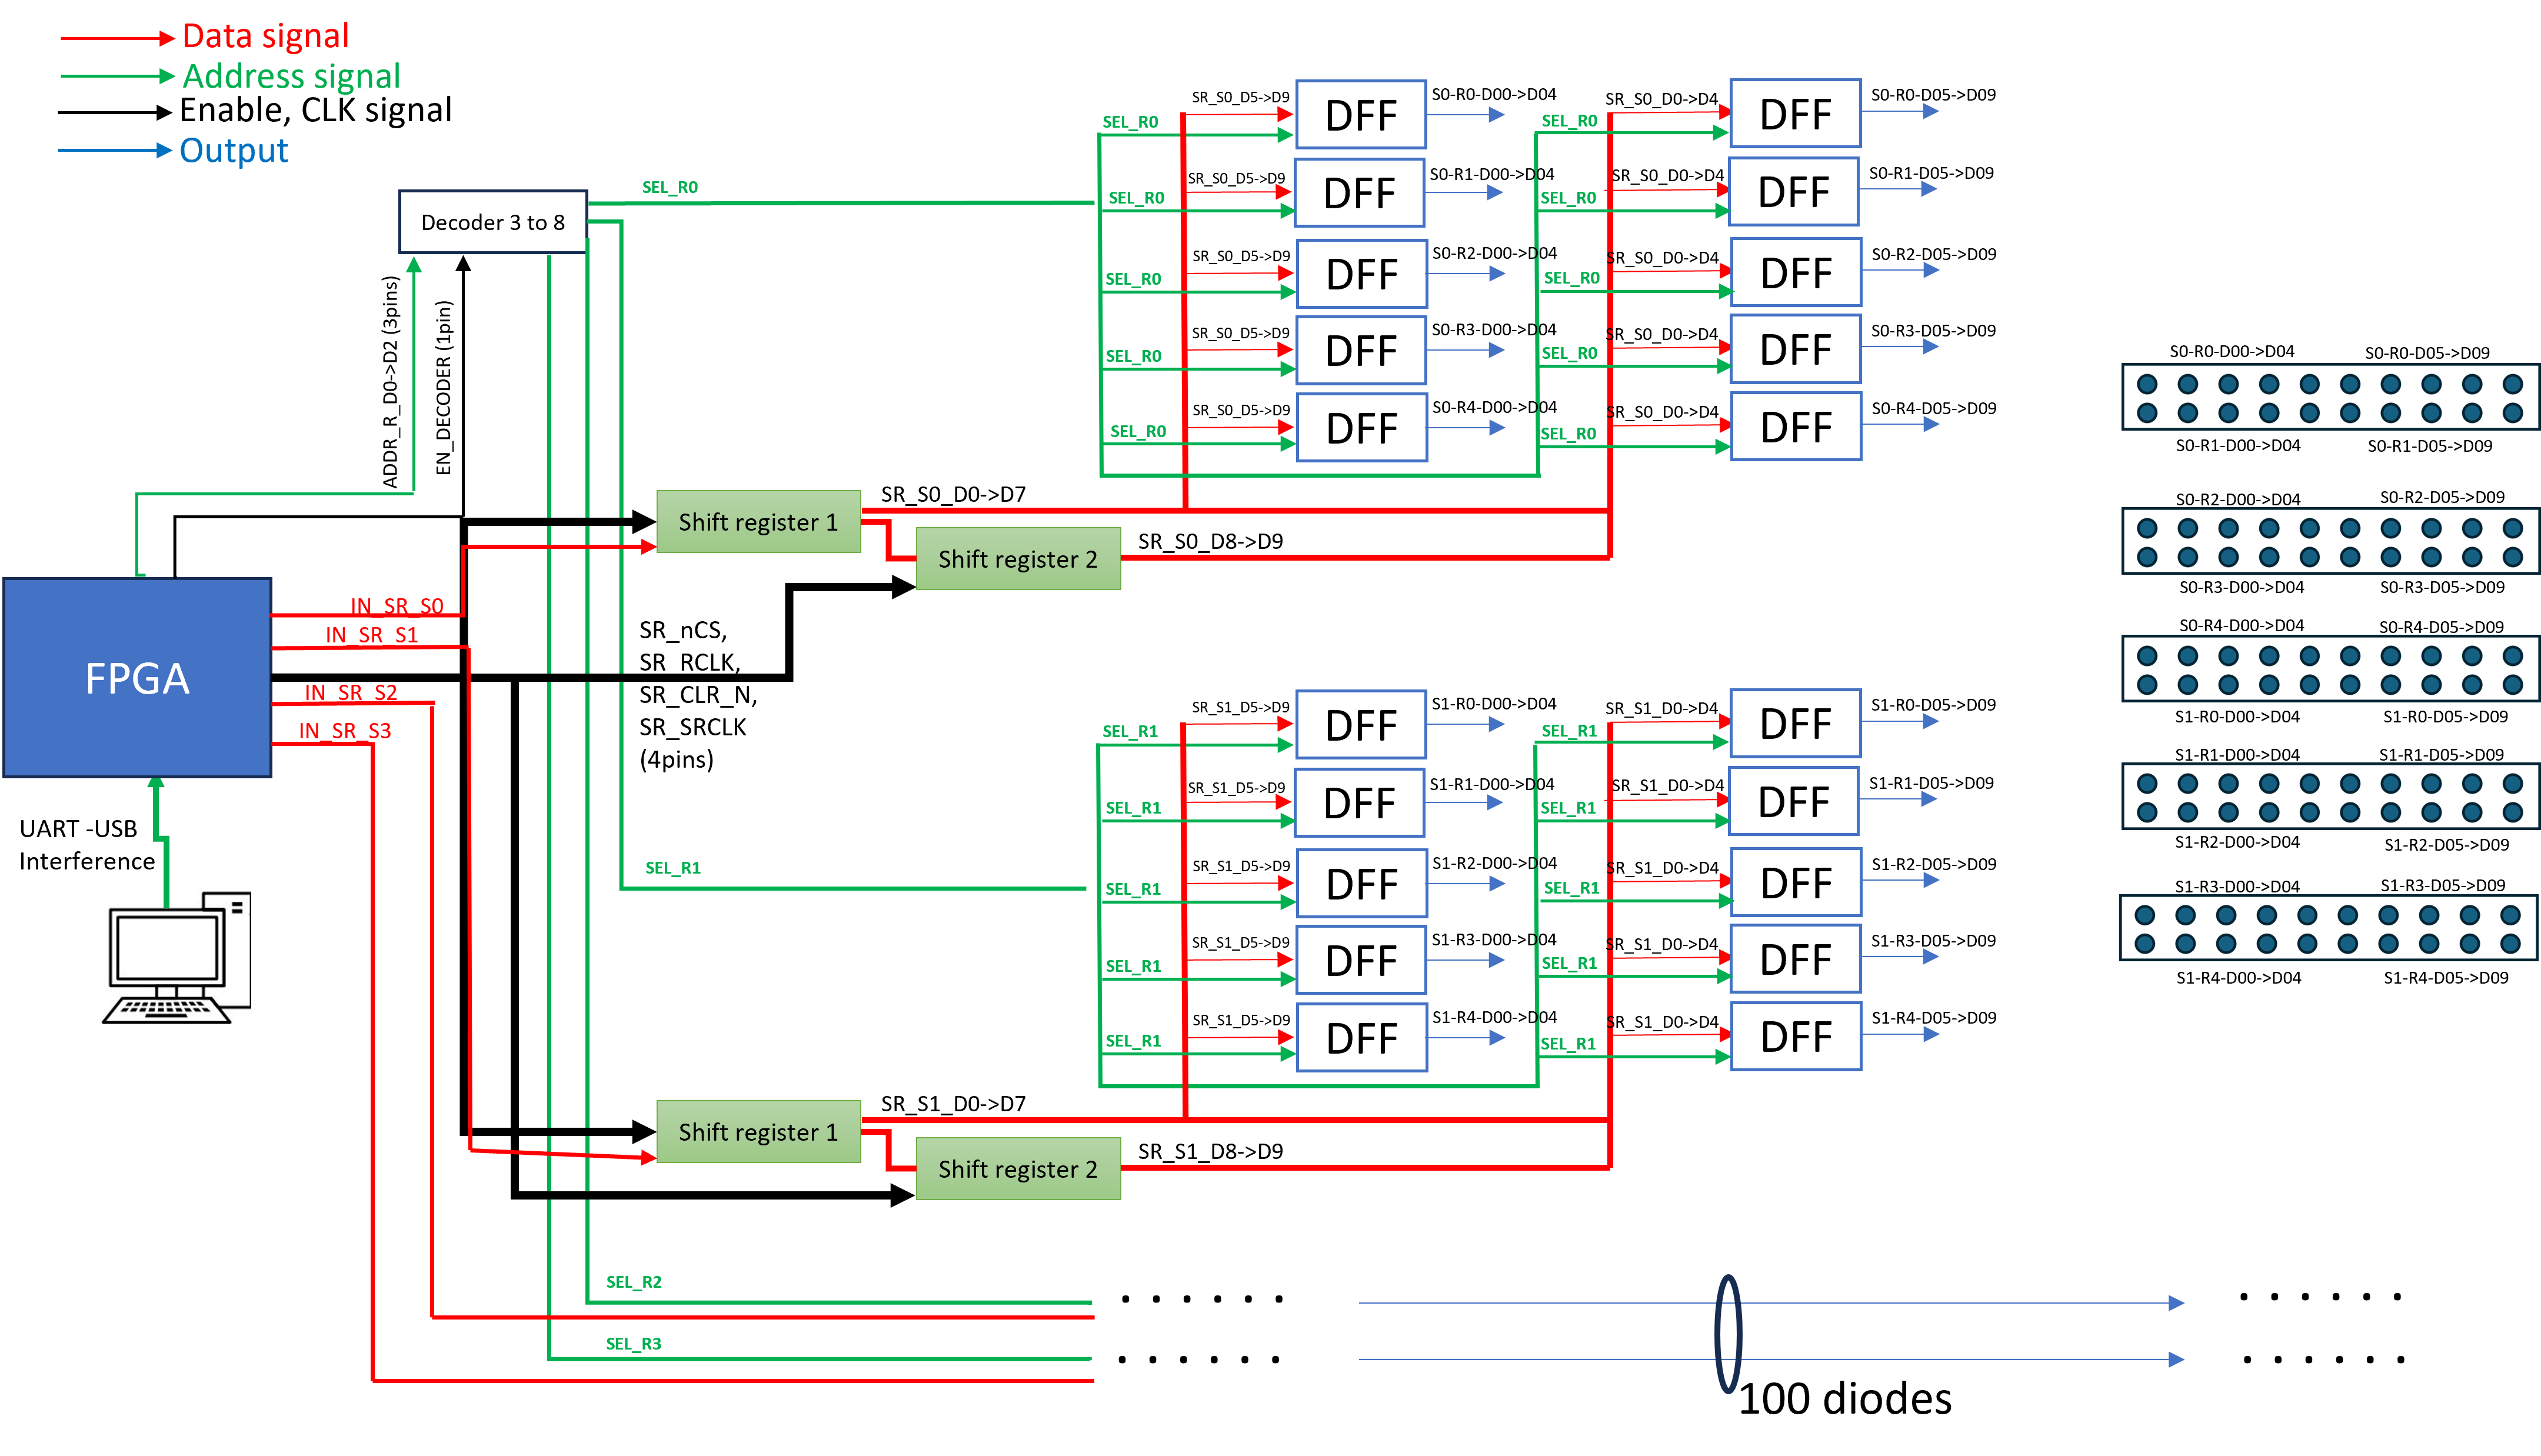 Data signal
Address signal
Enable, CLK signal
Output
Decoder 3 to 8
ADDR_R_D0->D2 (3pins)
EN_DECODER (1pin)
SEL_R0
SEL_R0
SR_S0_D5->D9
DFF
S0-R0-D00->D04
SEL_R0
SR_S0_D0->D4
DFF
S0-R0-D05->D09
SEL_R0
SR_S0_D5->D9
DFF
S0-R1-D00->D04
SEL_R0
SR_S0_D0->D4
DFF
S0-R1-D05->D09
SEL_R0
SR_S0_D5->D9
DFF
S0-R2-D00->D04
SEL_R0
SR_S0_D0->D4
DFF
S0-R2-D05->D09
SEL_R0
SR_S0_D5->D9
DFF
S0-R3-D00->D04
SEL_R0
SR_S0_D0->D4
DFF
S0-R3-D05->D09
SEL_R0
SR_S0_D5->D9
DFF
S0-R4-D00->D04
SEL_R0
SR_S0_D0->D4
DFF
S0-R4-D05->D09
Shift register 1
SR_S0_D0->D7
Shift register 2
SR_S0_D8->D9
FPGA
IN_SR_S0
IN_SR_S1
IN_SR_S2
IN_SR_S3
SR_nCS,
SR_RCLK,
SR_CLR_N,
SR_SRCLK
(4pins)
UART -USB
Interference
SEL_R1
SEL_R1
SR_S1_D5->D9
DFF
S1-R0-D00->D04
SEL_R1
SR_S1_D0->D4
DFF
S1-R0-D05->D09
SEL_R1
SR_S1_D5->D9
DFF
S1-R1-D00->D04
SEL_R1
SR_S1_D0->D4
DFF
S1-R1-D05->D09
SEL_R1
SR_S1_D5->D9
DFF
S1-R2-D00->D04
SEL_R1
SR_S1_D0->D4
DFF
S1-R2-D05->D09
SEL_R1
SR_S1_D5->D9
DFF
S1-R3-D00->D04
SEL_R1
SR_S1_D0->D4
DFF
S1-R3-D05->D09
SEL_R1
SR_S1_D5->D9
DFF
S1-R4-D00->D04
SEL_R1
SR_S1_D0->D4
DFF
S1-R4-D05->D09
Shift register 1
SR_S1_D0->D7
Shift register 2
SR_S1_D8->D9
SEL_R2
. . . . . .
. . . . . .
SEL_R3
. . . . . .
. . . . . .
100 diodes
S0-R0-D00->D04
S0-R0-D05->D09
S0-R1-D00->D04
S0-R1-D05->D09
S0-R2-D00->D04
S0-R2-D05->D09
S0-R3-D00->D04
S0-R3-D05->D09
S0-R4-D00->D04
S0-R4-D05->D09
S1-R0-D00->D04
S1-R0-D05->D09
S1-R1-D00->D04
S1-R1-D05->D09
S1-R2-D00->D04
S1-R2-D05->D09
S1-R3-D00->D04
S1-R3-D05->D09
S1-R4-D00->D04
S1-R4-D05->D09